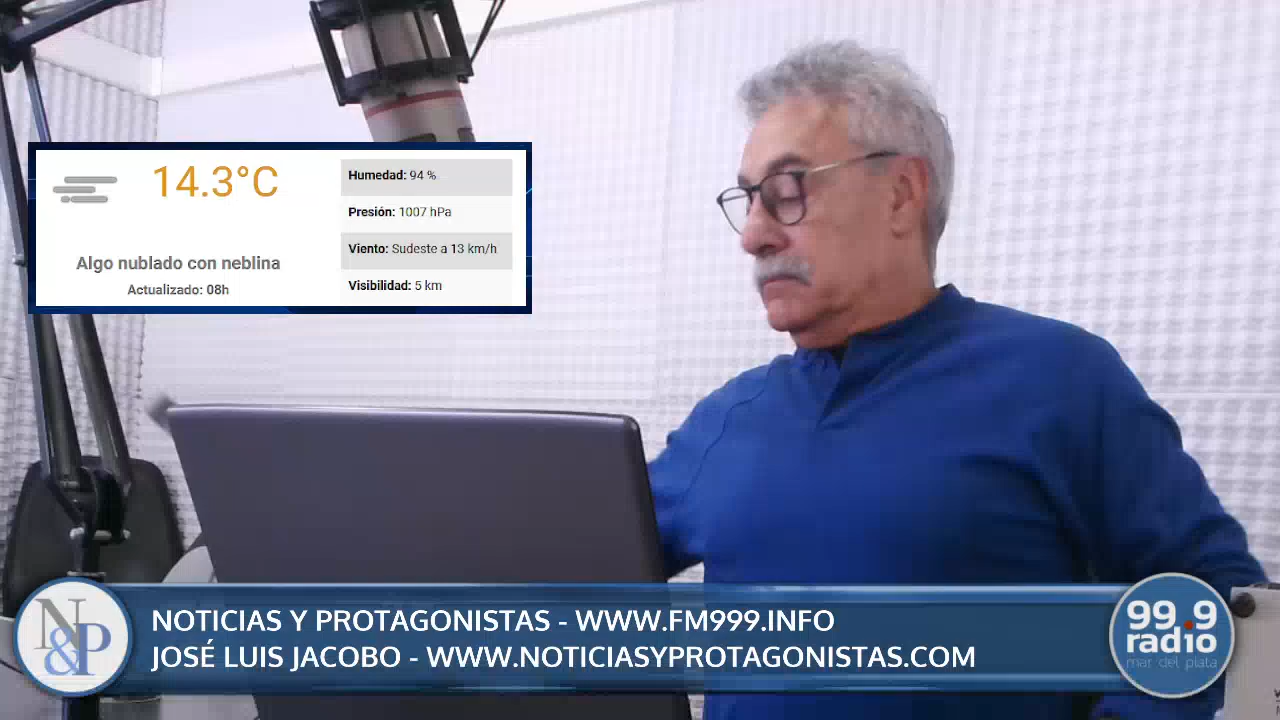 14.3°C
Algo nublado con neblina
Actualizado: 08h
Humedad: 94 %
Presión: 1007 hPa
Viento: Sudeste a 13 km/h
Visibilidad: 5 km
N&P
NOTICIAS Y PROTAGONISTAS - WWW.FM999.INFO
JOSÉ LUIS JACOBO - WWW.NOTICIASYPROTAGONISTAS.COM
99.9
radio
mar del plata